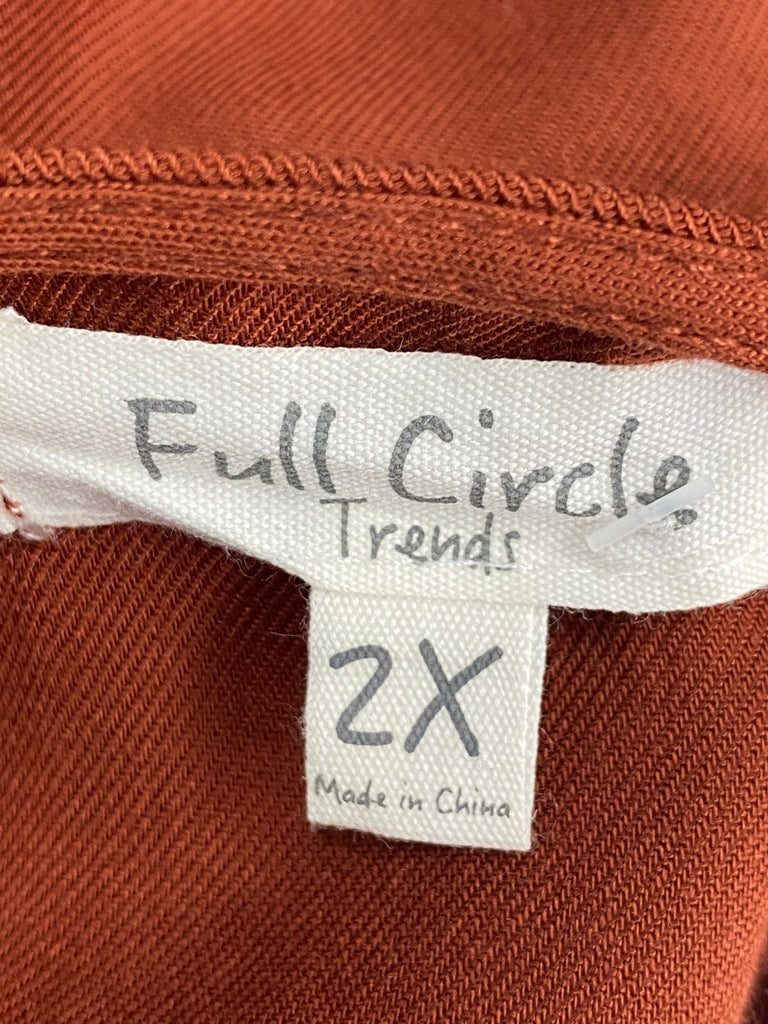 Full Circle
Trends
2X
Made in China